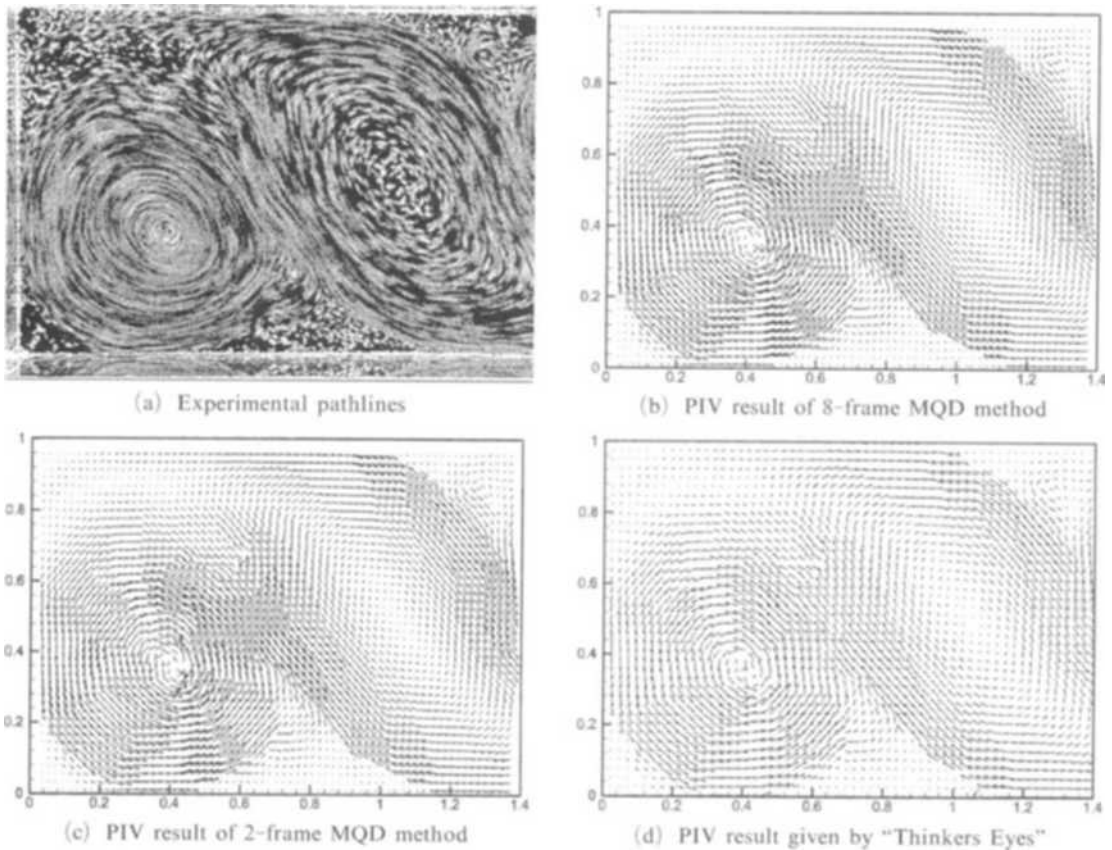 (a) Experimental pathlines
1
0.8
0.6
0.4
0.2
0
0 0.2 0.4 0.6 0.8 1 1.2 1.4
(b) PIV result of 8-frame MQD method
1
0.8
0.6
0.4
0.2
0
0 0.2 0.4 0.6 0.8 1 1.2 1.4
(c) PIV result of 2-frame MQD method
1
0.8
0.6
0.4
0.2
0
0 0.2 0.4 0.6 0.8 1 1.2 1.4
(d) PIV result given by “Thinkers Eyes”